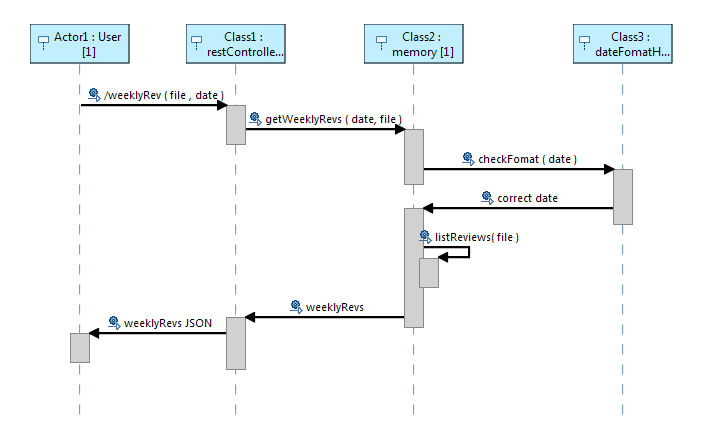 Actor1 : User
[1]
Class1 :
restControlle...
Class2 :
memory [1]
Class3 :
dateFomatH...
/weeklyRev ( file , date )
getWeeklyRevs ( date, file )
checkFomat ( date )
correct date
listReviews( file )
weeklyRevs
weeklyRevs JSON